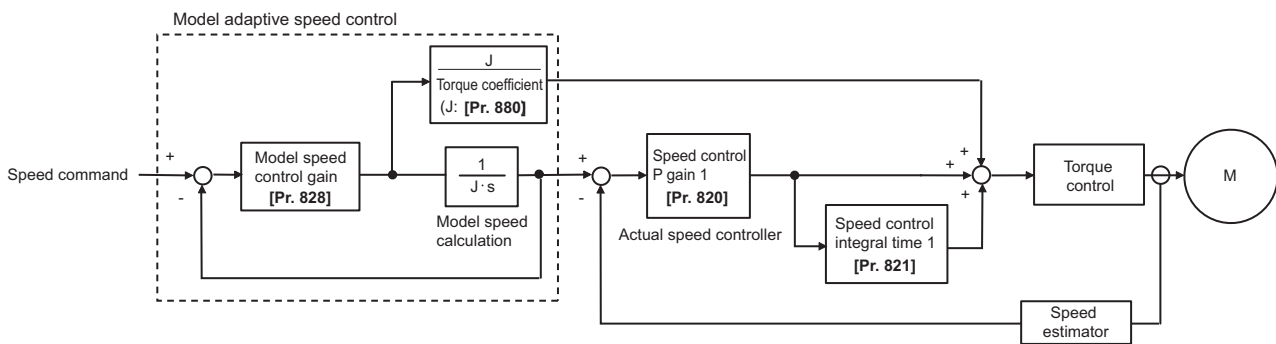 Model adaptive speed control
J
Torque coefficient
(J: [Pr. 880]
Speed command
+
-
Model speed
control gain
[Pr. 828]
1
J·s
Model speed
calculation
+
-
Speed control
P gain 1
[Pr. 820]
Actual speed controller
Speed control
integral time 1
[Pr. 821]
+
+
+
Torque
control
M
Speed
estimator